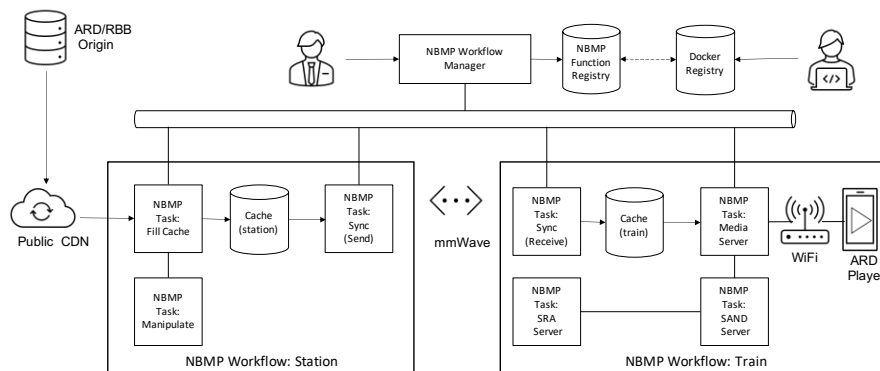 ARD/RBB
Origin
NBMP Workflow
Manager
NBMP
Function
Registry
Docker
Registry
</>
Public CDN
NBMP
Task:
Fill Cache
Cache
(station)
NBMP
Task:
Sync
(Send)
NBMP
Task:
Manipulate
NBMP Workflow: Station
mmWave
NBMP
Task:
Sync
(Receive)
Cache
(train)
NBMP
Task:
Media
Server
WiFi
ARD
Player
NBMP
Task:
SRA
Server
NBMP
Task:
SAND
Server
NBMP Workflow: Train